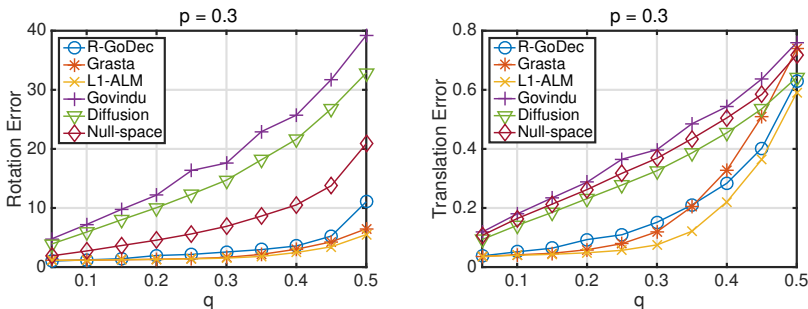 p = 0.3
40
30
20
10
0
Rotation Error
R-GoDec
Grasta
L1-ALM
Govindu
Diffusion
Null-space
0.1 0.2 0.3 0.4 0.5
q
p = 0.3
0.8
0.6
0.4
0.2
0
Translation Error
R-GoDec
Grasta
L1-ALM
Govindu
Diffusion
Null-space
0.1 0.2 0.3 0.4 0.5
q